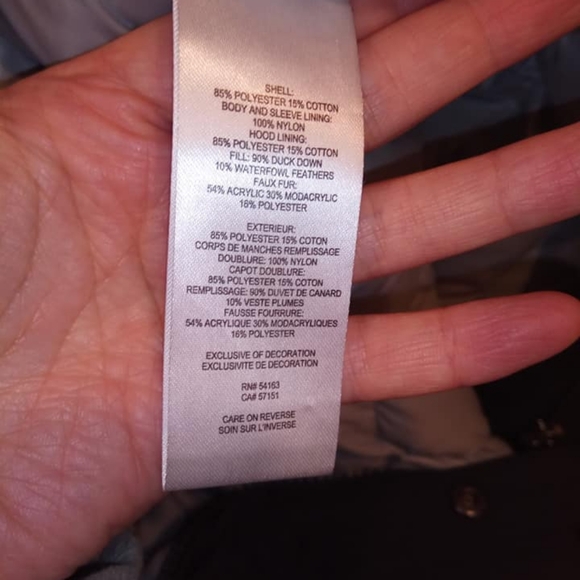 SHELL:
85% POLYESTER 15% COTTON
BODY AND SLEEVE LINING:
100% NYLON
HOOD LINING:
85% POLYESTER 15% COTTON
FILL: 90% DUCK DOWN
10% WATERFOWL FEATHERS
FAUX FUR:
54% ACRYLIC 30% MODACRYLIC
16% POLYESTER
EXTERIEUR:
85% POLYESTER 15% COTON
CORPS DE MANCHES REMPLISSAGE
DOUBLURE: 100% NYLON
CAPOT DOUBLURE:
85% POLYESTER 15% COTON
REMPLISSAGE: 90% DUVET DE CANARD
10% VESTE PLUMES
FAUSSE FOURRURE:
54% ACRYLIQUE 30% MODACRYLIQUES
16% POLYESTER
EXCLUSIVE OF DECORATION
EXCLUSIVITE DE DECORATION
RN# 54163
CA# 57151
CARE ON REVERSE
SOIN SUR L'INVERSE